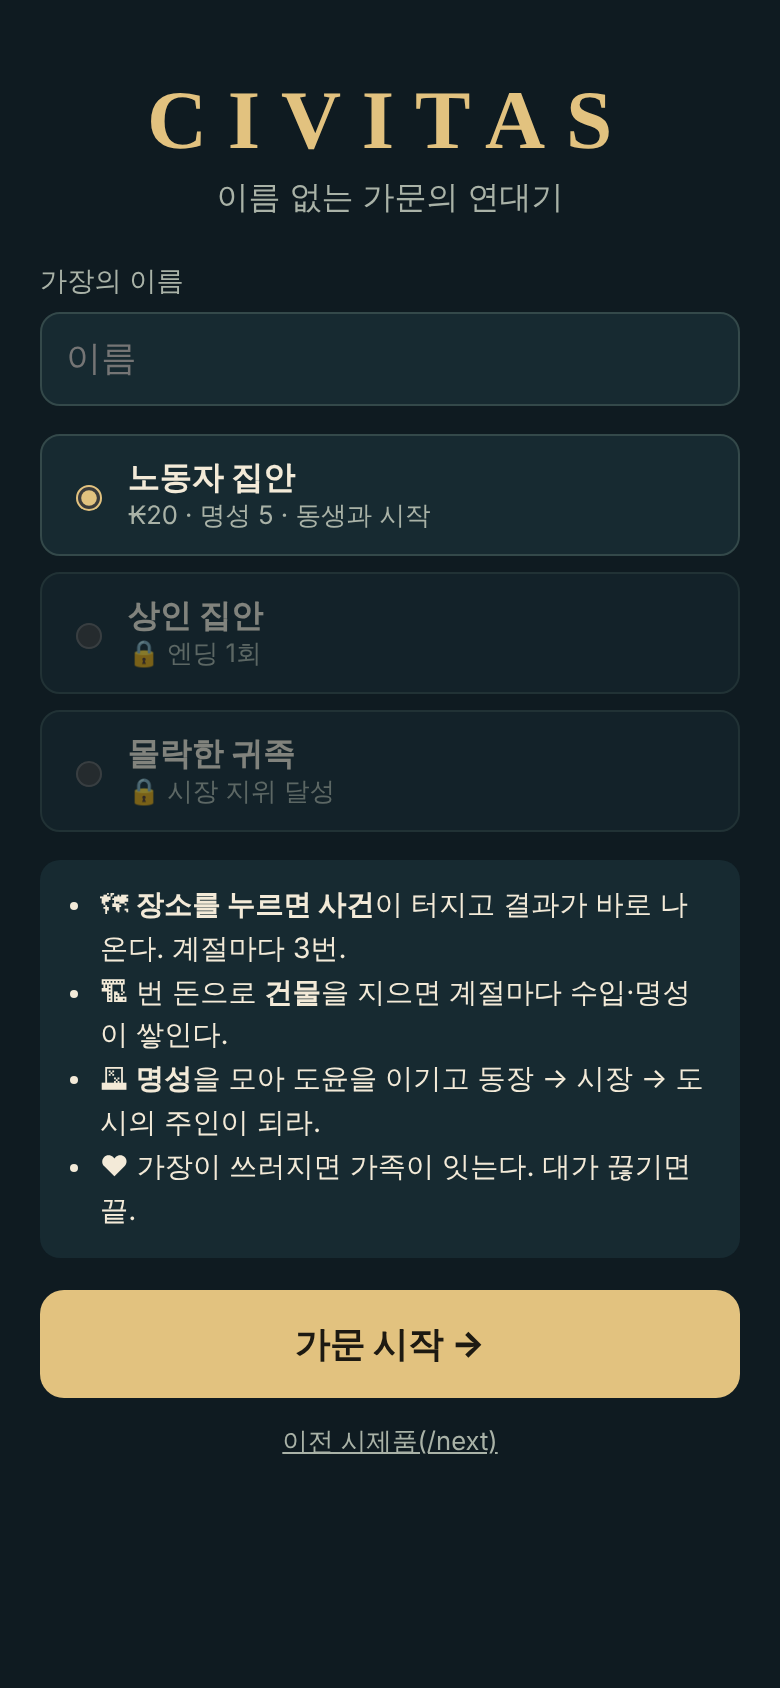 CIVITAS
이름 없는 가문의 연대기
가장의 이름
이름
노동자 집안
₭20 · 명성 5 · 동생과 시작
상인 집안
🔒 엔딩 1회
몰락한 귀족
🔒 시장 지위 달성
• 🗺 장소를 누르면 사건이 터지고 결과가 바로 나
온다. 계절마다 3번.
• 🏗 번 돈으로 건물을 지으면 계절마다 수입·명성
이 쌓인다.
• 🗳 명성을 모아 도윤을 이기고 동장 → 시장 → 도
시의 주인이 되라.
• ♥ 가장이 쓰러지면 가족이 잇는다. 대가 끊기면
끝.
가문 시작 →
이전 시제품(/next)